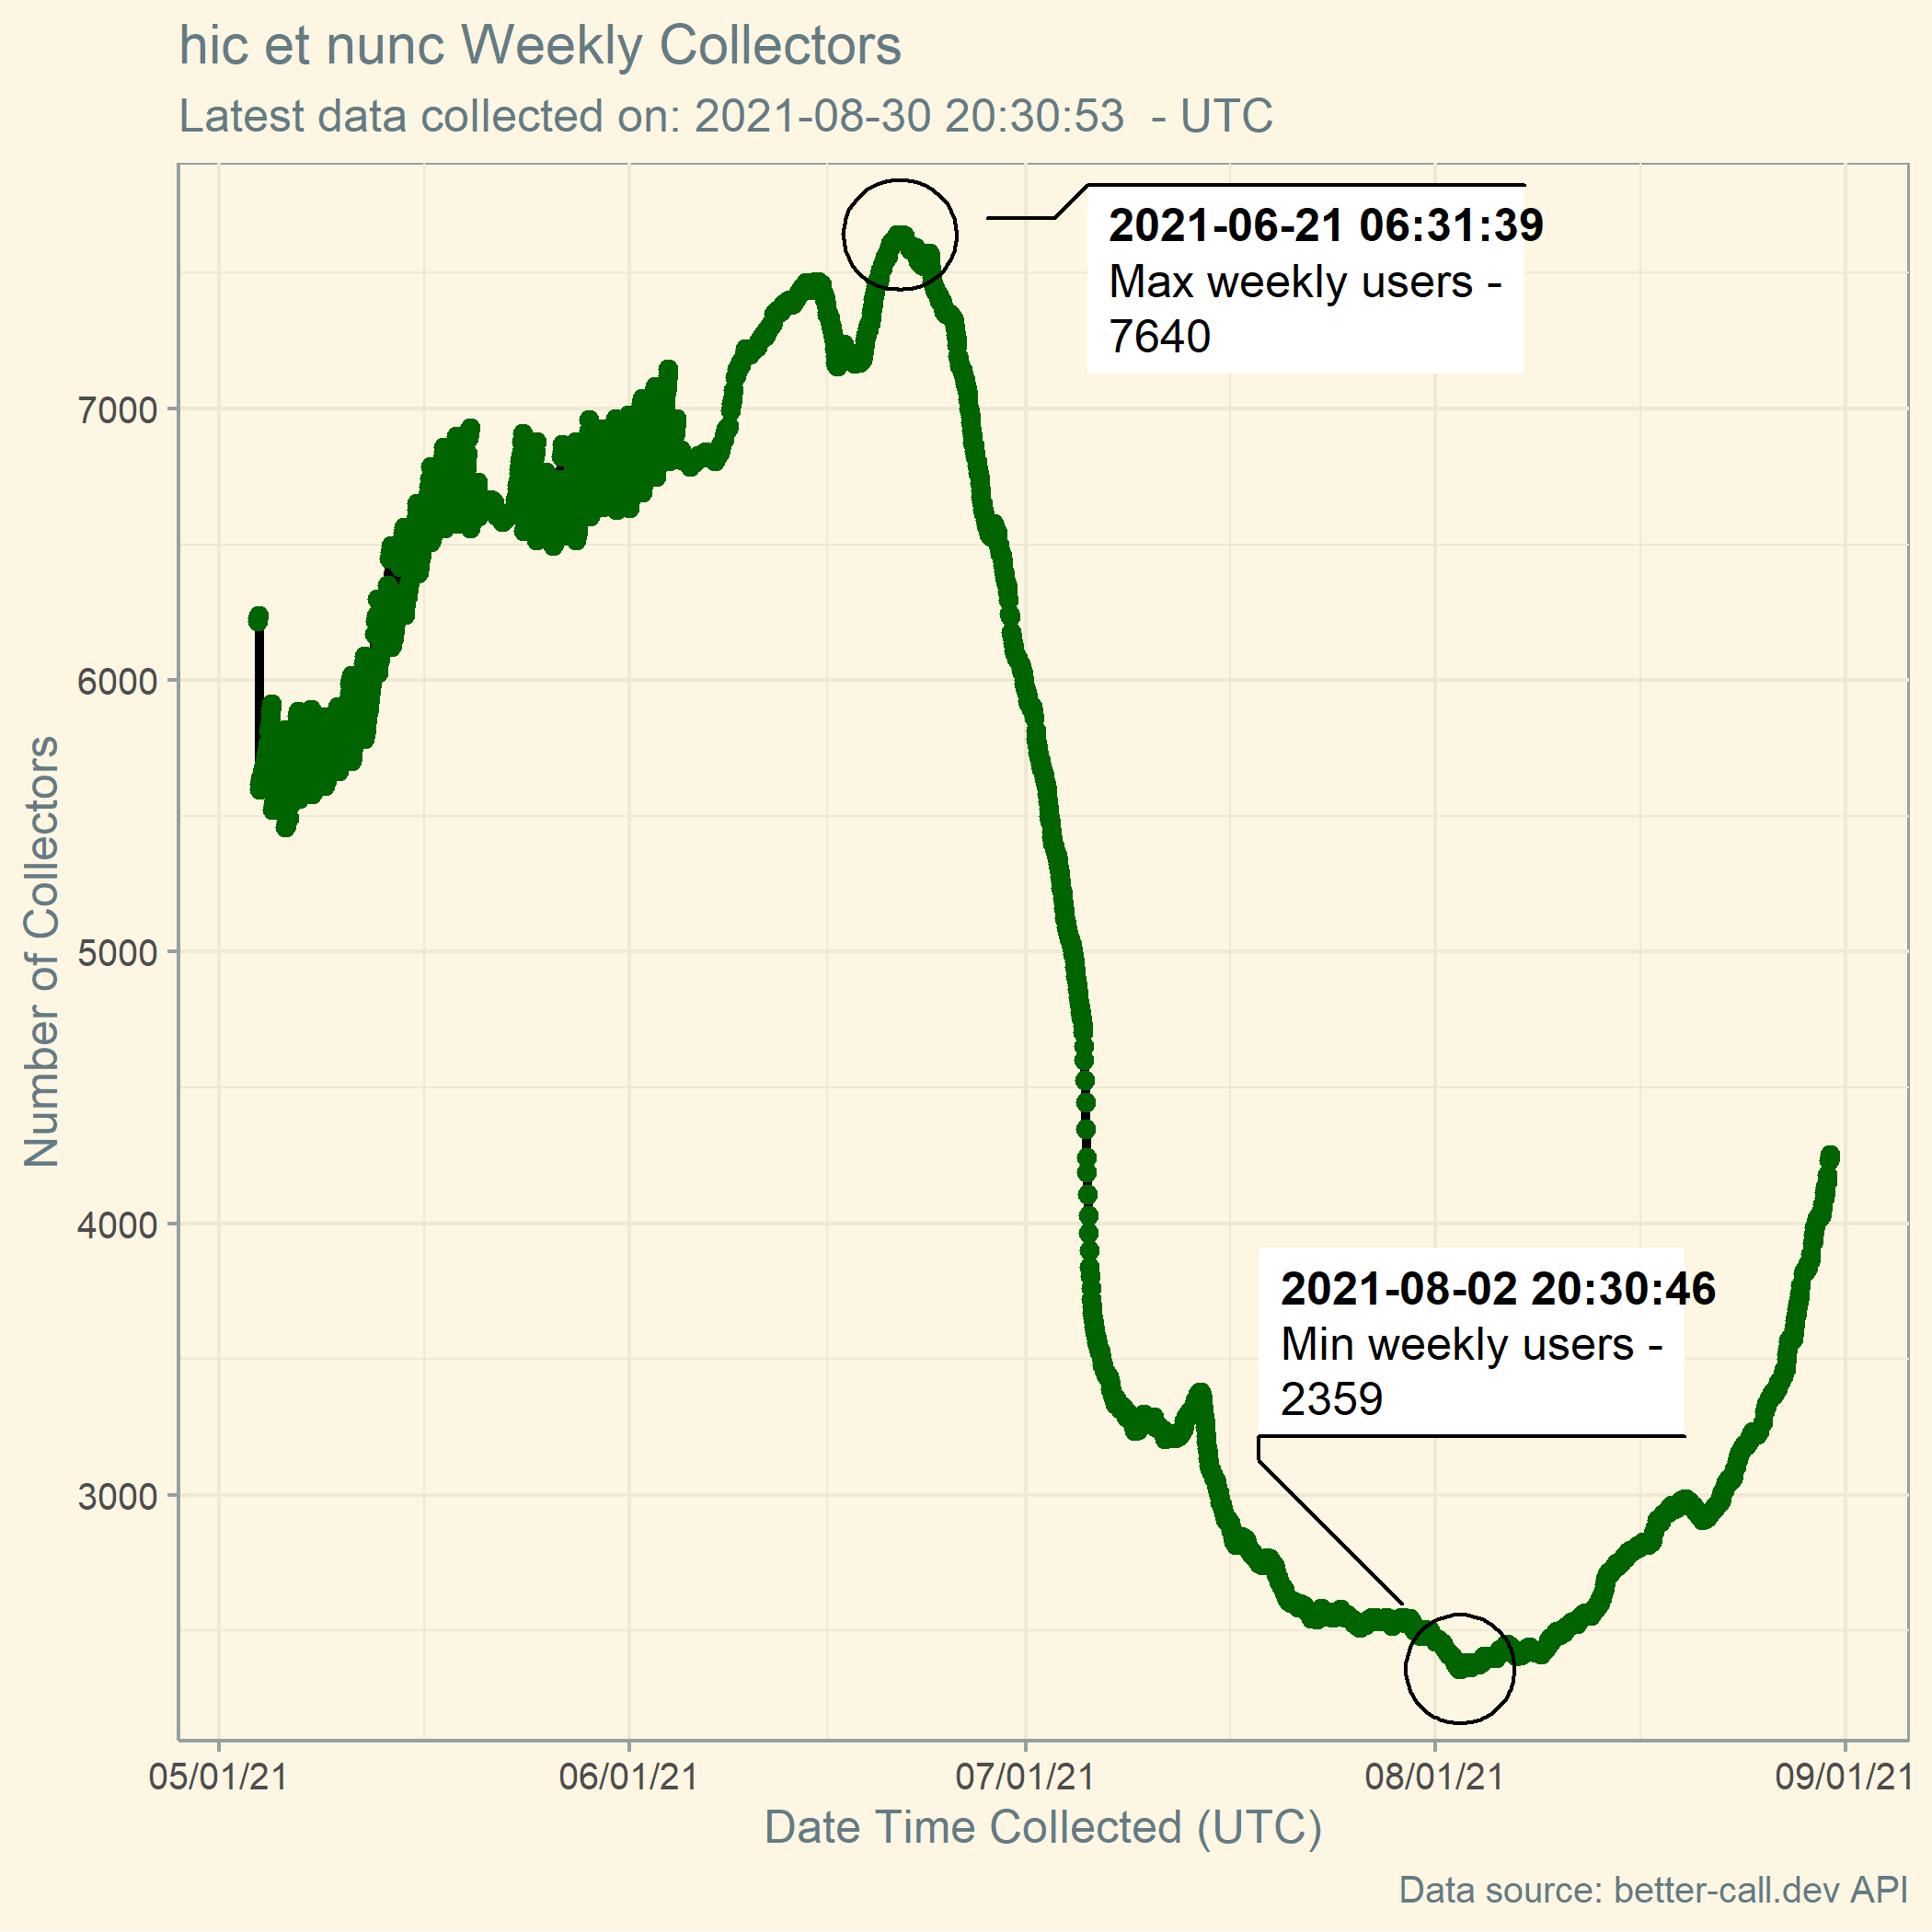 hic et nunc Weekly Collectors
Latest data collected on: 2021-08-30 20:30:53  - UTC
2021-06-21 06:31:39
Max weekly users -
7640
7000
6000
5000
4000
3000
Number of Collectors
2021-08-02 20:30:46
Min weekly users -
2359
05/01/21
06/01/21
07/01/21
08/01/21
09/01/21
Date Time Collected (UTC)
Data source: better-call.dev API